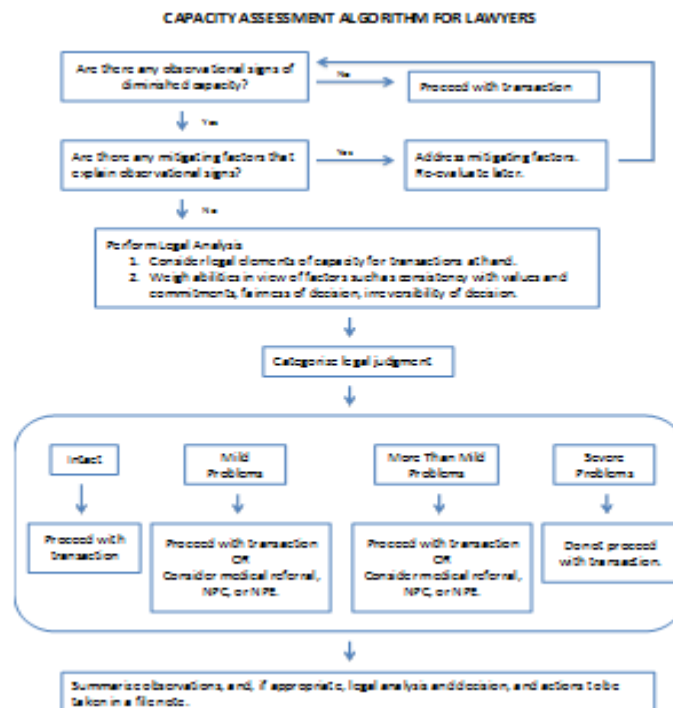 CAPACITY ASSESSMENT ALGORITHM FOR LAWYERS
Are there any observational signs of
diminished capacity?
No
Proceed with transaction
Yes
Are there any mitigating factors that
explain observational signs?
Yes
Address mitigating factors.
Re-evaluate later.
No
Perform Legal Analysis
1. Consider legal elements of capacity for transactions at hand.
2. Weigh abilities in view of factors such as consistency with values and
commitments, fairness of decision, irreversibility of decision.
Categorise legal judgment
Intact
Mild
Problems
More Than Mild
Problems
Severe
Problems
Proceed with
transaction
Proceed with transaction
OR
Consider medical referral,
NPC, or NPE.
Proceed with transaction
OR
Consider medical referral,
NPC, or NPE.
Do not proceed
with transaction.
Summarise observations, and, if appropriate, legal analysis and decision, and actions to be
taken in a file note.